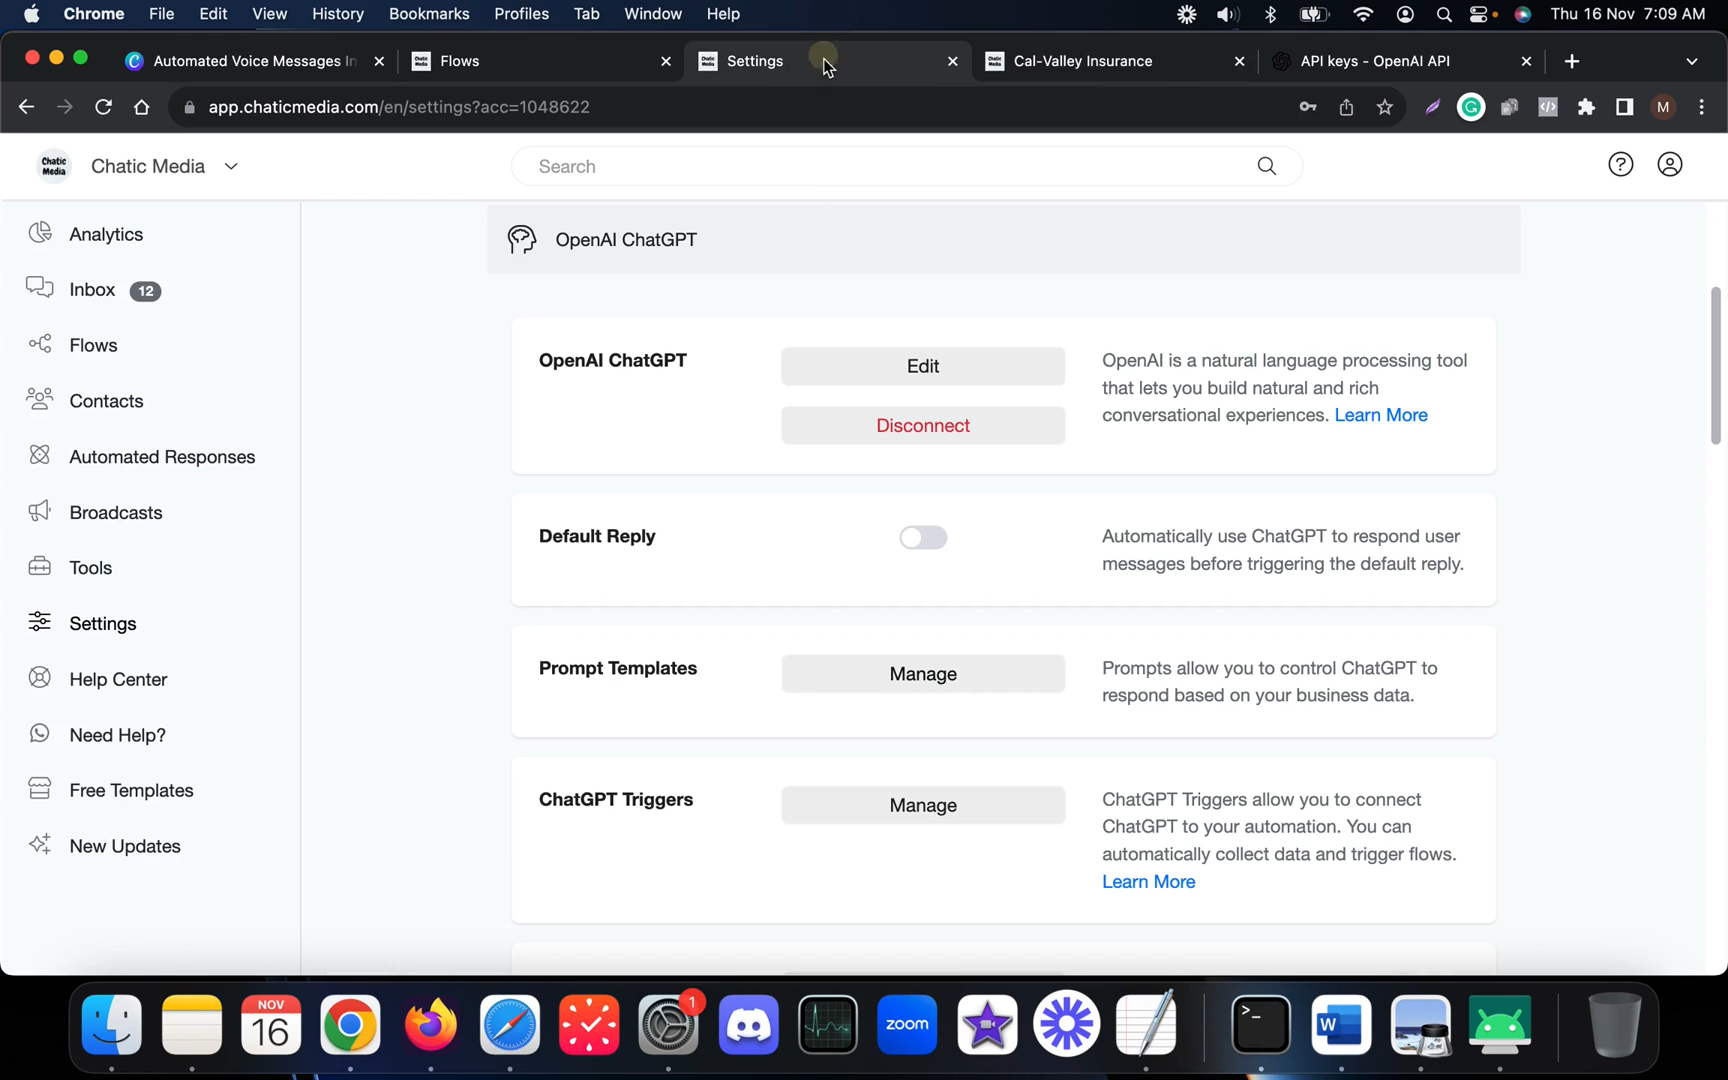 Chrome File Edit View History Bookmarks Profiles Tab Window Help Thu 16 Nov 7:09 AM
Automated Voice Messages In Flows Settings Cal-Valley Insurance API keys - OpenAI API
app.chaticmedia.com/en/settings?acc=1048622 M
Chatic Media Chatic Media Search
Analytics
Inbox 12
Flows
Contacts
Automated Responses
Broadcasts
Tools
Settings
Help Center
Need Help?
Free Templates
New Updates
OpenAI ChatGPT
OpenAI ChatGPT Edit Disconnect
OpenAI is a natural language processing tool
that lets you build natural and rich
conversational experiences. Learn More
Default Reply
Automatically use ChatGPT to respond user
messages before triggering the default reply.
Prompt Templates Manage
Prompts allow you to control ChatGPT to
respond based on your business data.
ChatGPT Triggers Manage
ChatGPT Triggers allow you to connect
ChatGPT to your automation. You can
automatically collect data and trigger flows.
Learn More
NOV
16
1
zoom
W